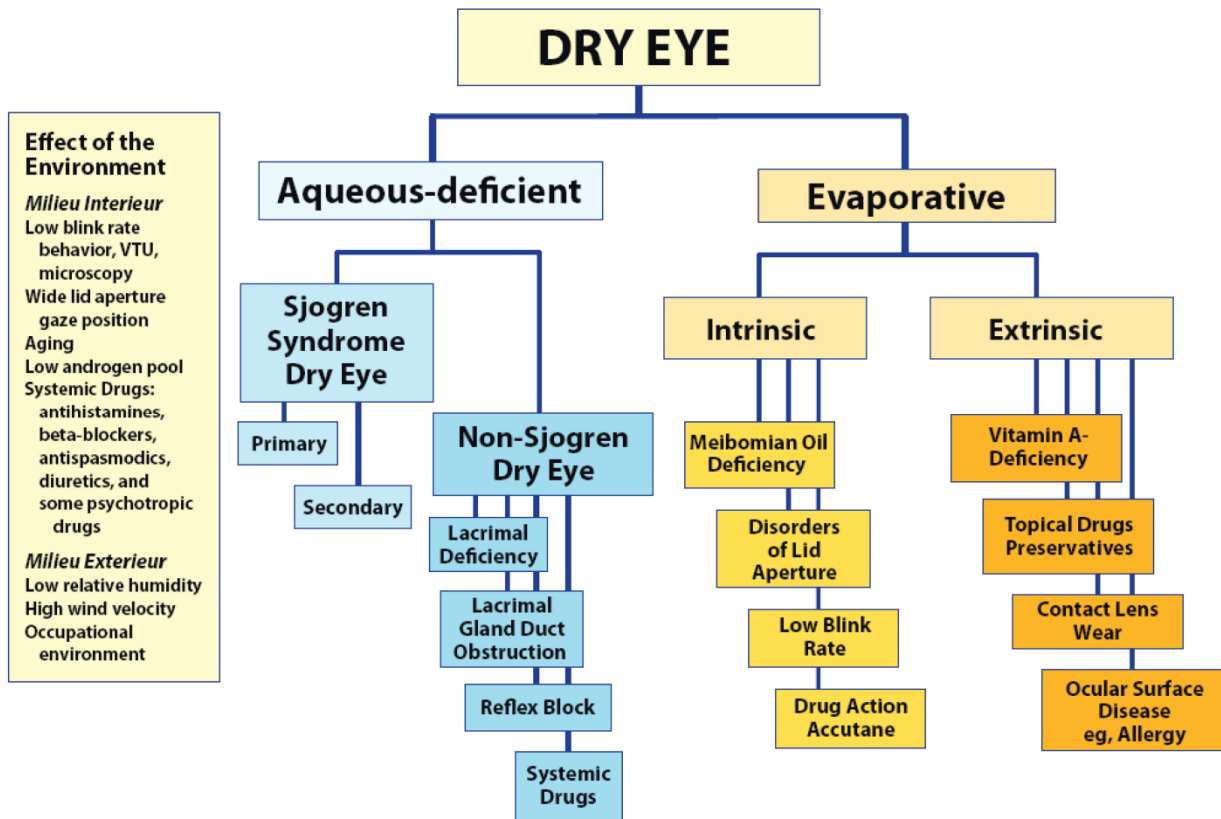 DRY EYE
Effect of the
Environment
Milieu Interieur
Low blink rate
behavior, VTU,
microscopy
Wide lid aperture
gaze position
Aging
Low androgen pool
Systemic Drugs:
antihistamines,
beta-blockers,
antispasmodics,
diuretics, and
some psychotropic
drugs
Milieu Exterieur
Low relative humidity
High wind velocity
Occupational
environment
Aqueous-deficient
Sjogren
Syndrome
Dry Eye
Primary
Secondary
Non-Sjogren
Dry Eye
Lacrimal
Deficiency
Lacrimal
Gland Duct
Obstruction
Reflex Block
Systemic
Drugs
Evaporative
Intrinsic
Meibomian Oil
Deficiency
Disorders
of Lid
Aperture
Low Blink
Rate
Drug Action
Accutane
Extrinsic
Vitamin A-
Deficiency
Topical Drugs
Preservatives
Contact Lens
Wear
Ocular Surface
Disease
eg, Allergy